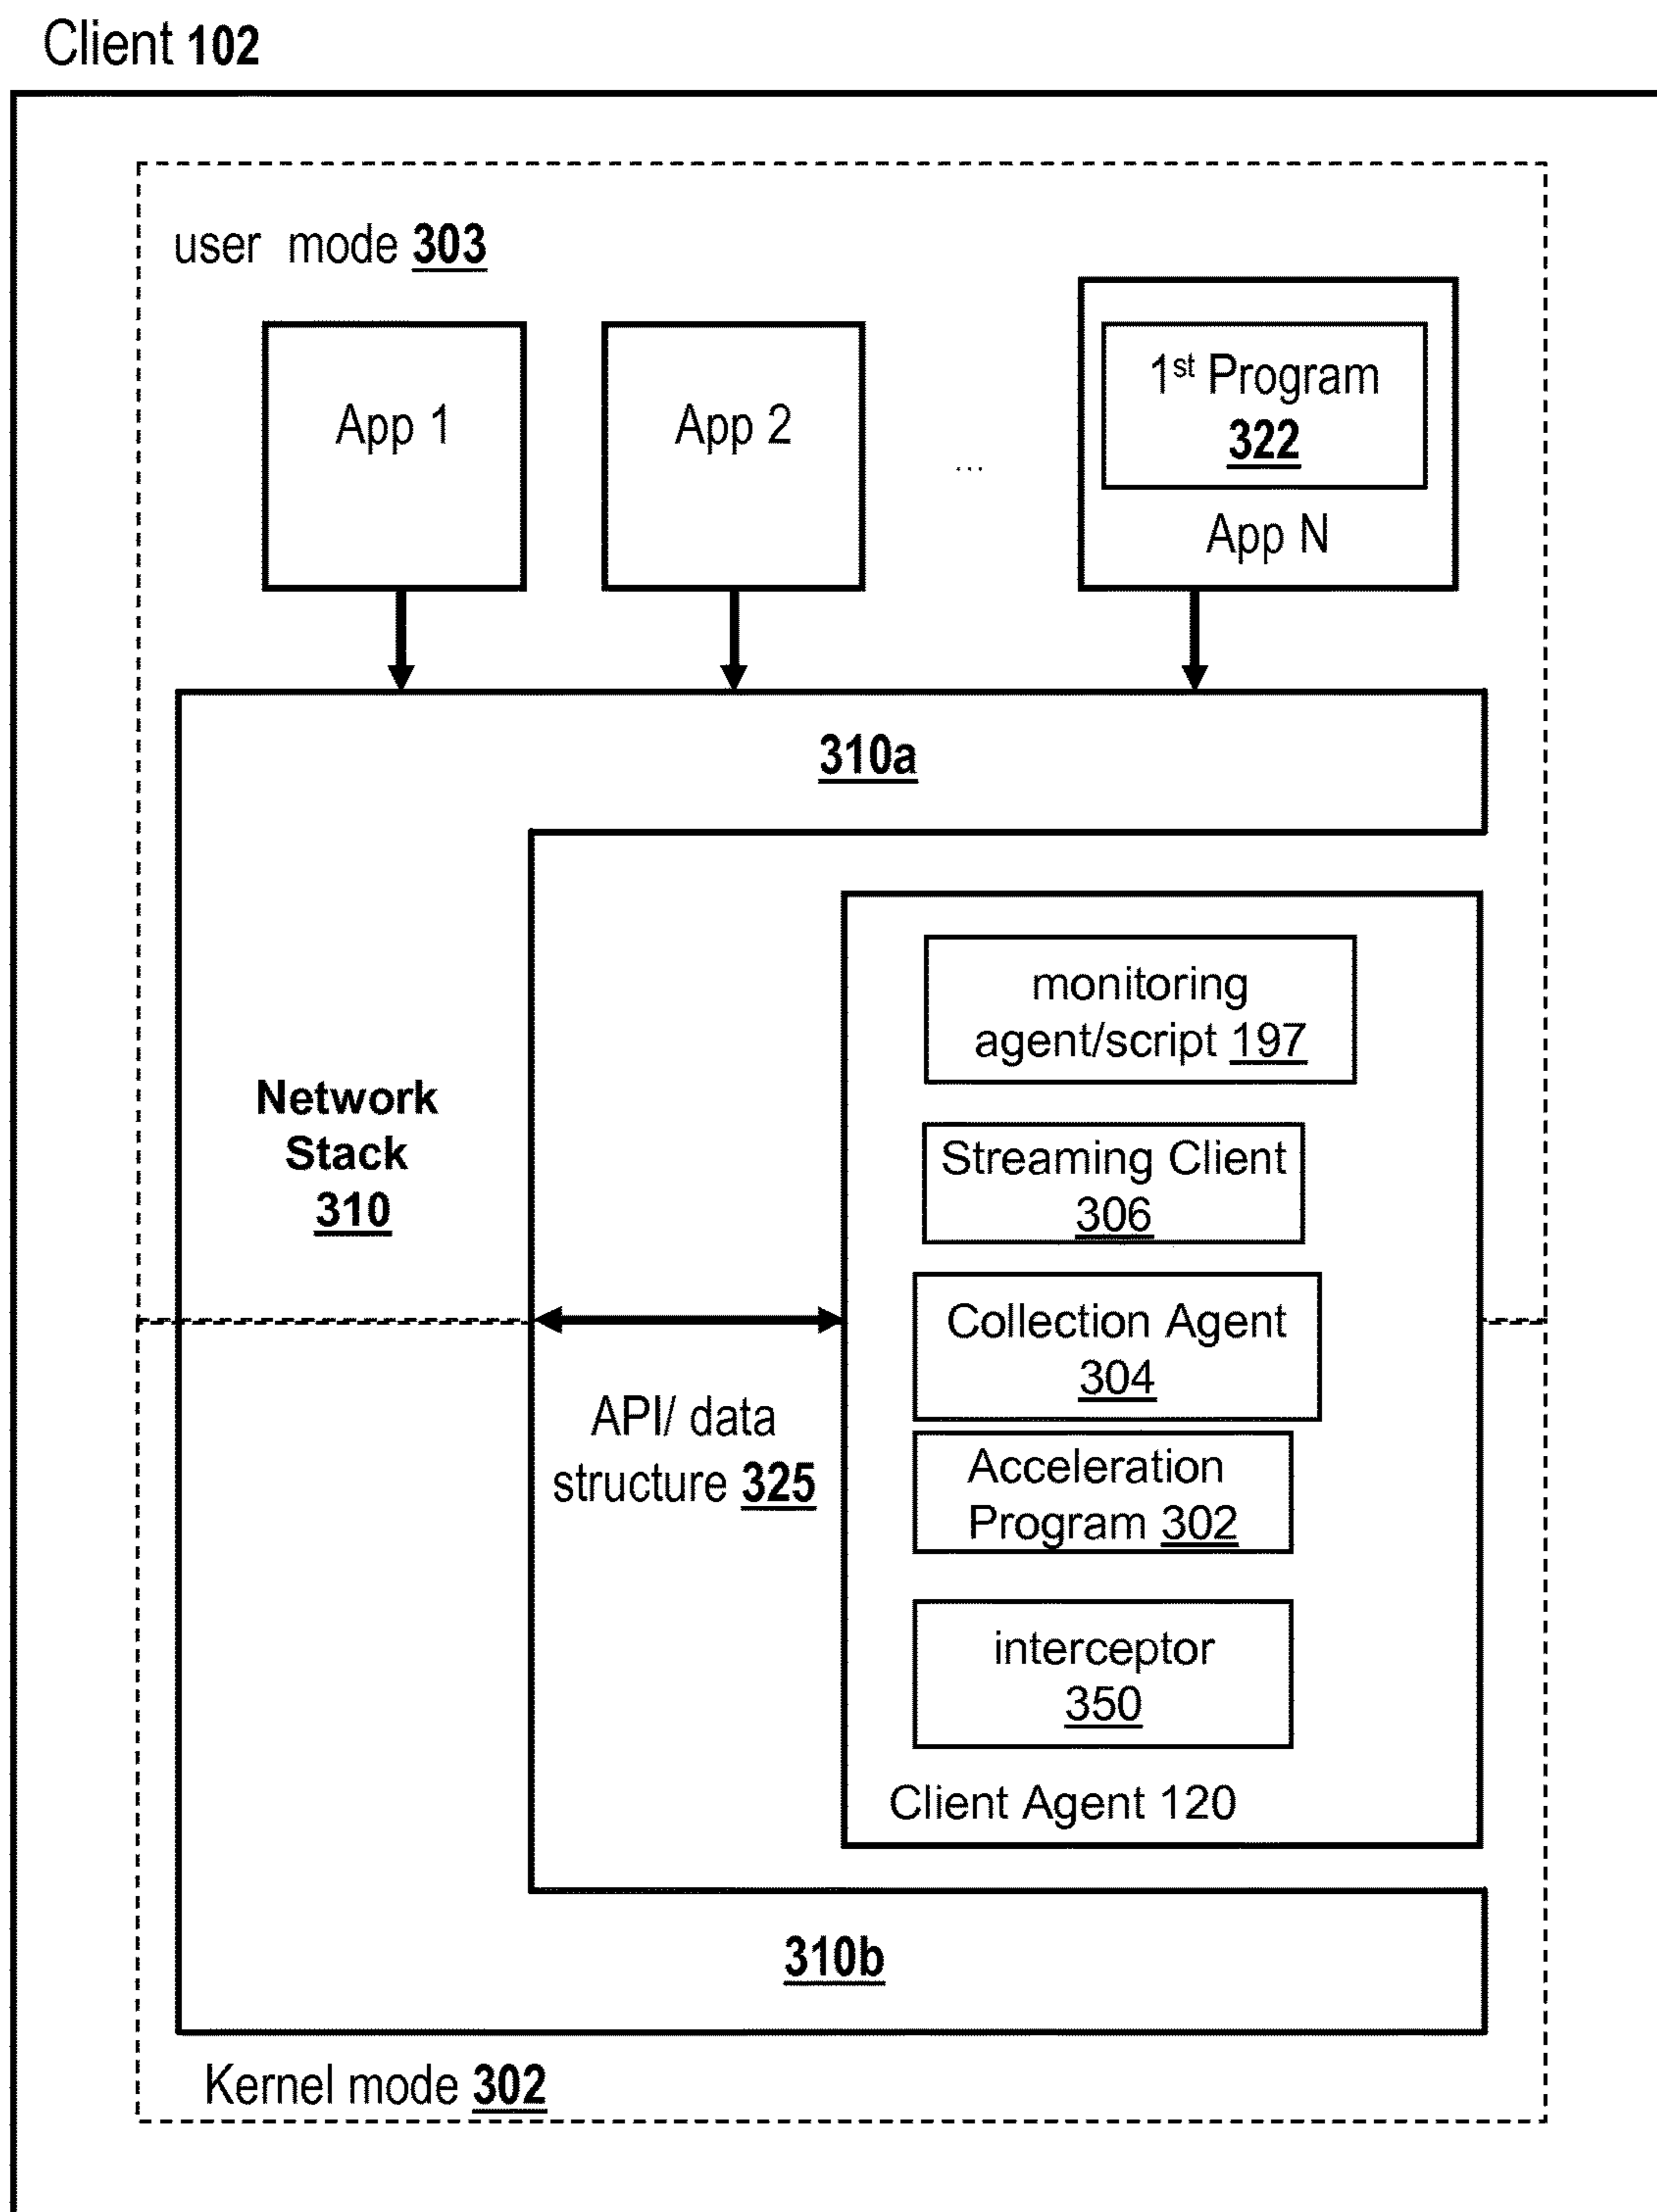 Client 102
user mode 303
App 1
App 2
...
1st Program
322
App N
310a
monitoring
agent/script 197
Streaming Client
306
Network
Stack
310
Collection Agent
304
API/ data
structure 325
Acceleration
Program 302
interceptor
350
Client Agent 120
310b
Kernel mode 302